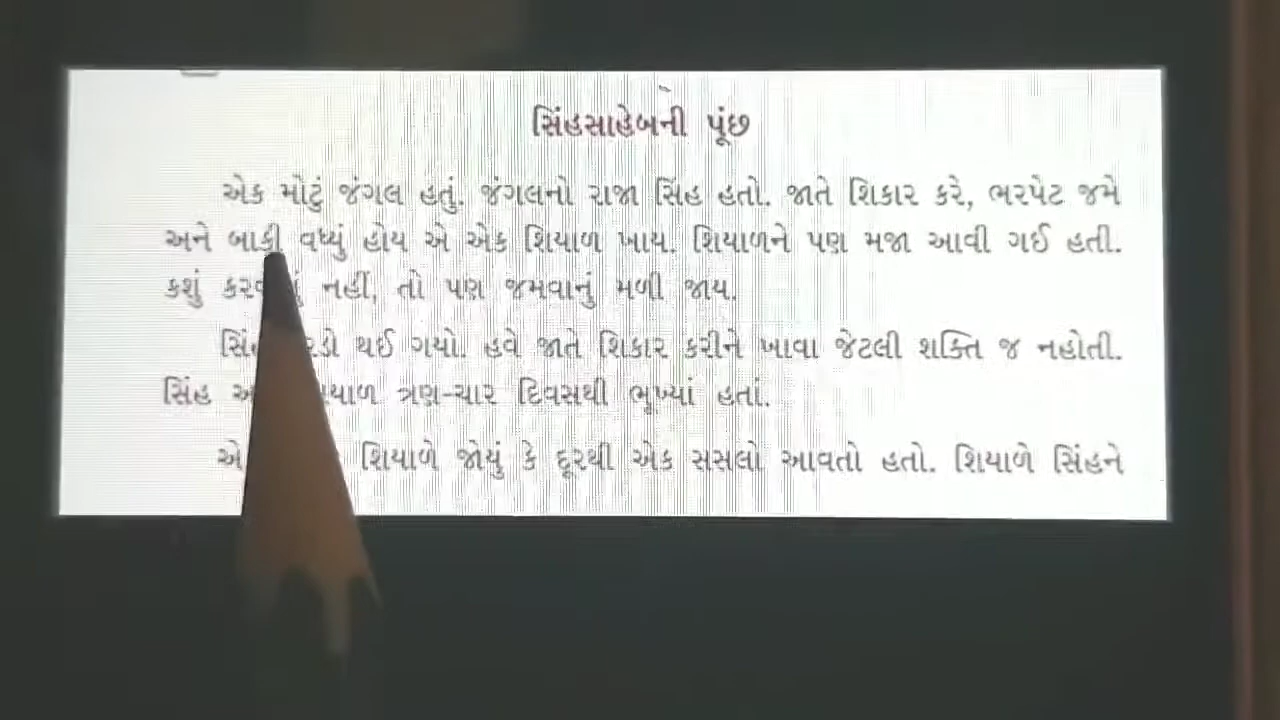 સિંહસાહેબની પૂંછ
એક મોટું જંગલ હતું. જંગલનો રાજા સિંહ હતો. જાતે શિકાર કરે, ભરપેટ જમે
અને બાકી વધ્યું હોય એ એક શિયાળ ખાય. શિયાળને પણ મજા આવી ગઈ હતી.
કશું નહીં, તો પણ જમવાનું મળી જાય.
થઈ ગયો. હવે જાતે શિકાર કરીને ખાવા જેટલી શક્તિ જ નહોતી.
સિંહ ત્રણ-ચાર દિવસથી ભૂખ્યાં હતાં.
શિયાળે જોયું કે દૂરથી એક સસલો આવતો હતો. શિયાળે સિંહને